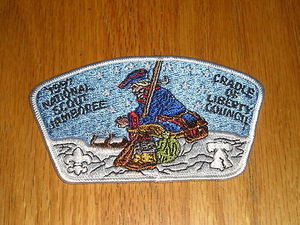 1997
NATIONAL
SCOUT
JAMBOREE
CRADLE
OF
LIBERTY
COUNCIL